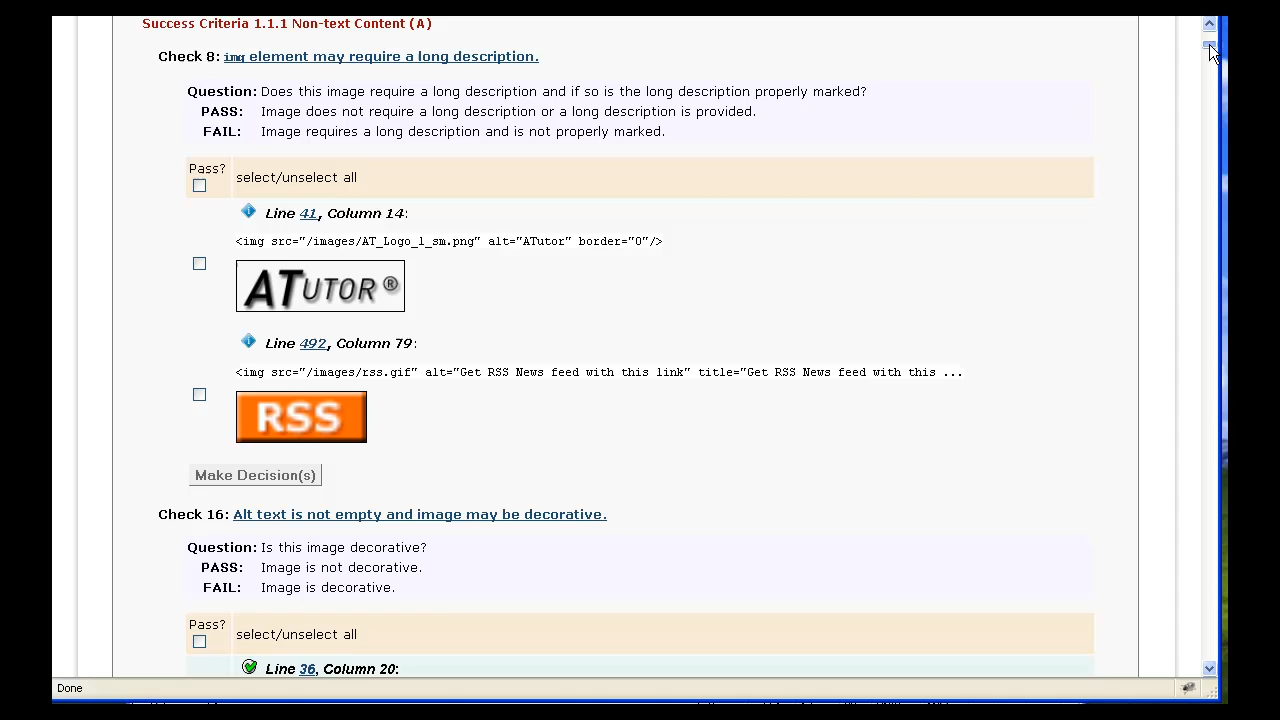 Success Criteria 1.1.1 Non-text Content (A)
Check 8: img element may require a long description.
Question: Does this image require a long description and if so is the long description properly marked?
PASS: Image does not require a long description or a long description is provided.
FAIL: Image requires a long description and is not properly marked.
Pass?
select/unselect all
Line 41, Column 14:
<img src="/images/AT_Logo_1_sm.png" alt="ATutor" border="0"/>
ATUTOR ®
Line 492, Column 79:
<img src="/images/rss.gif" alt="Get RSS News feed with this link" title="Get RSS News feed with this ...
RSS
Make Decision(s)
Check 16: Alt text is not empty and image may be decorative.
Question: Is this image decorative?
PASS: Image is not decorative.
FAIL: Image is decorative.
Pass?
select/unselect all
Line 36, Column 20:
Done